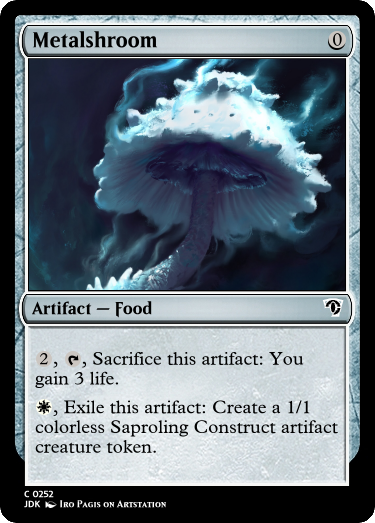 Metalshroom 0
Artifact — Food
2, T, Sacrifice this artifact: You
gain 3 life.
, Exile this artifact: Create a 1/1
colorless Saproling Construct artifact
creature token.
C 0252
JDK Iro Pagis on Artstation